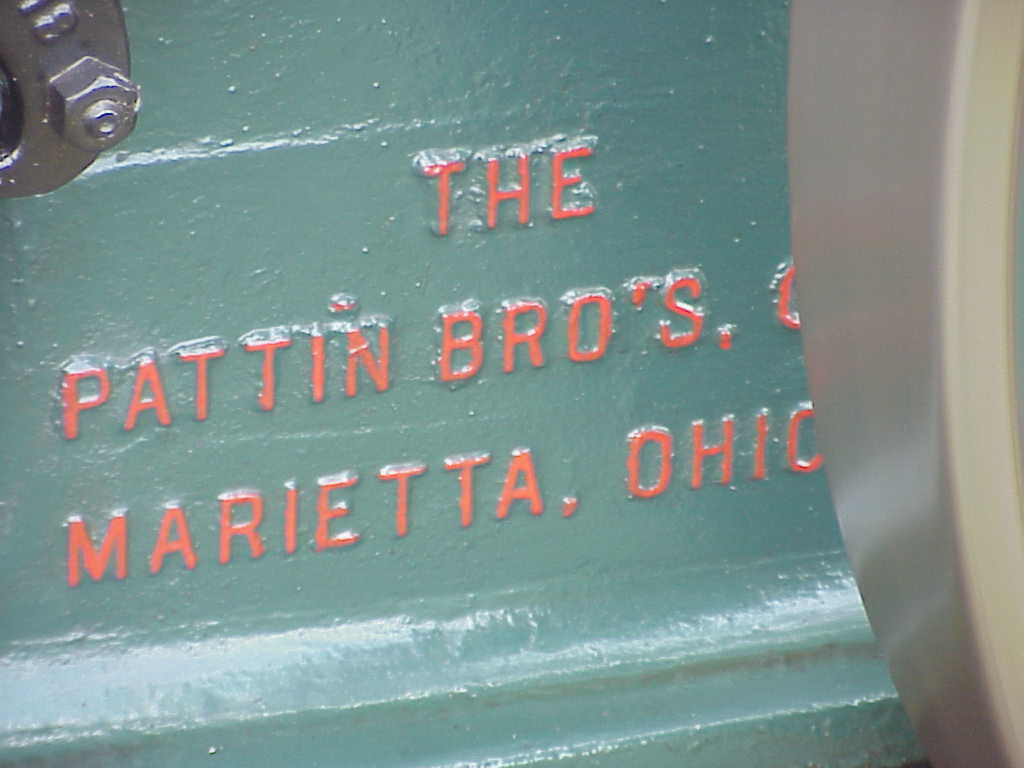 THE
PATTIN BRO'S.
MARIETTA, OHIO